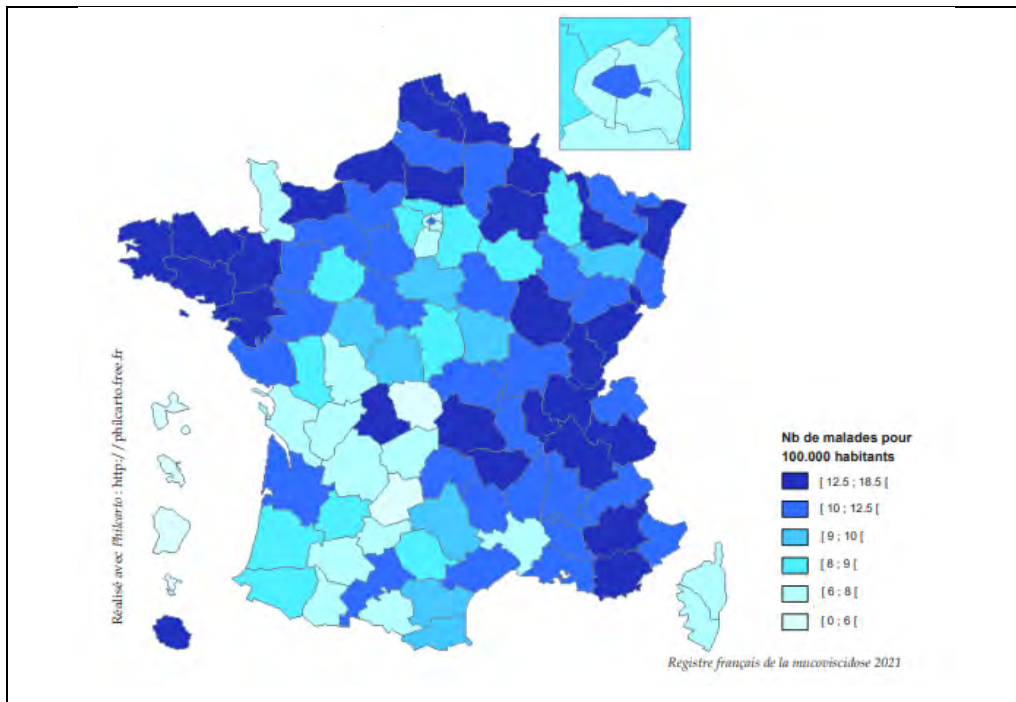 Réalisé avec Philcarto : http://philcarto.free.fr
Nb de malades pour
100.000 habitants
[ 12.5 ; 18.5 [
[ 10 ; 12.5 [
[ 9 ; 10 [
[ 8 ; 9 [
[ 6 ; 8 [
[ 0 ; 6 [
Registre français de la mucoviscidose 2021